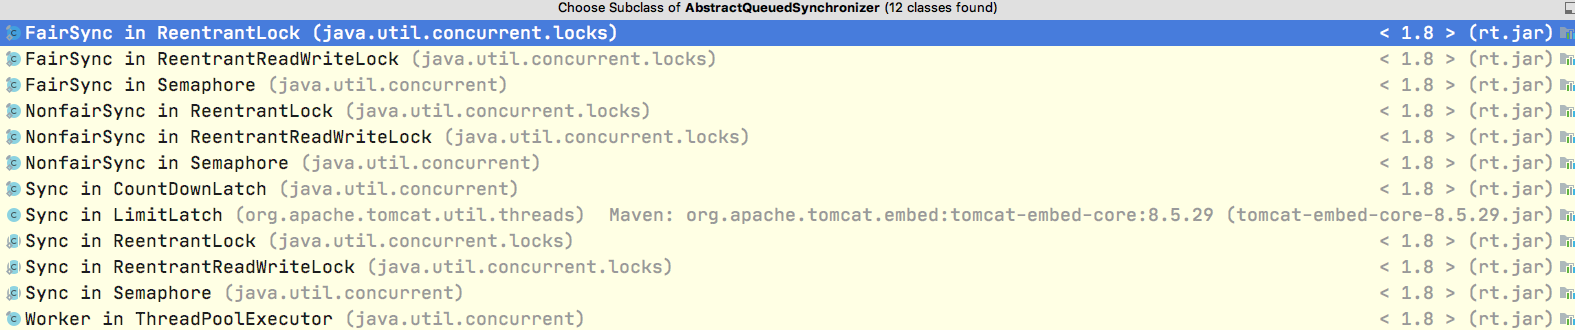 Choose Subclass of AbstractQueuedSynchronizer (12 classes found)
FairSync in ReentrantLock (java.util.concurrent.locks) < 1.8 > (rt.jar)
FairSync in ReentrantReadWriteLock (java.util.concurrent.locks) < 1.8 > (rt.jar)
FairSync in Semaphore (java.util.concurrent) < 1.8 > (rt.jar)
NonfairSync in ReentrantLock (java.util.concurrent.locks) < 1.8 > (rt.jar)
NonfairSync in ReentrantReadWriteLock (java.util.concurrent.locks) < 1.8 > (rt.jar)
NonfairSync in Semaphore (java.util.concurrent) < 1.8 > (rt.jar)
Sync in CountDownLatch (java.util.concurrent) < 1.8 > (rt.jar)
Sync in LimitLatch (org.apache.tomcat.util.threads) Maven: org.apache.tomcat.embed:tomcat-embed-core:8.5.29 (tomcat-embed-core-8.5.29.jar)
Sync in ReentrantLock (java.util.concurrent.locks) < 1.8 > (rt.jar)
Sync in ReentrantReadWriteLock (java.util.concurrent.locks) < 1.8 > (rt.jar)
Sync in Semaphore (java.util.concurrent) < 1.8 > (rt.jar)
Worker in ThreadPoolExecutor (java.util.concurrent) < 1.8 > (rt.jar)